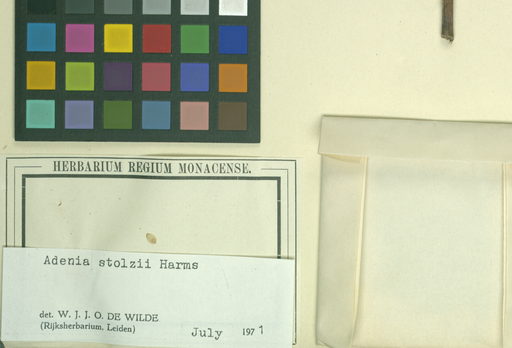 HERBARIUM REGIUM MONACENSE.
Adenia stolzii Harms
det. W. J. J. O. DE WILDE
(Rijksherbarium, Leiden)
July 1971